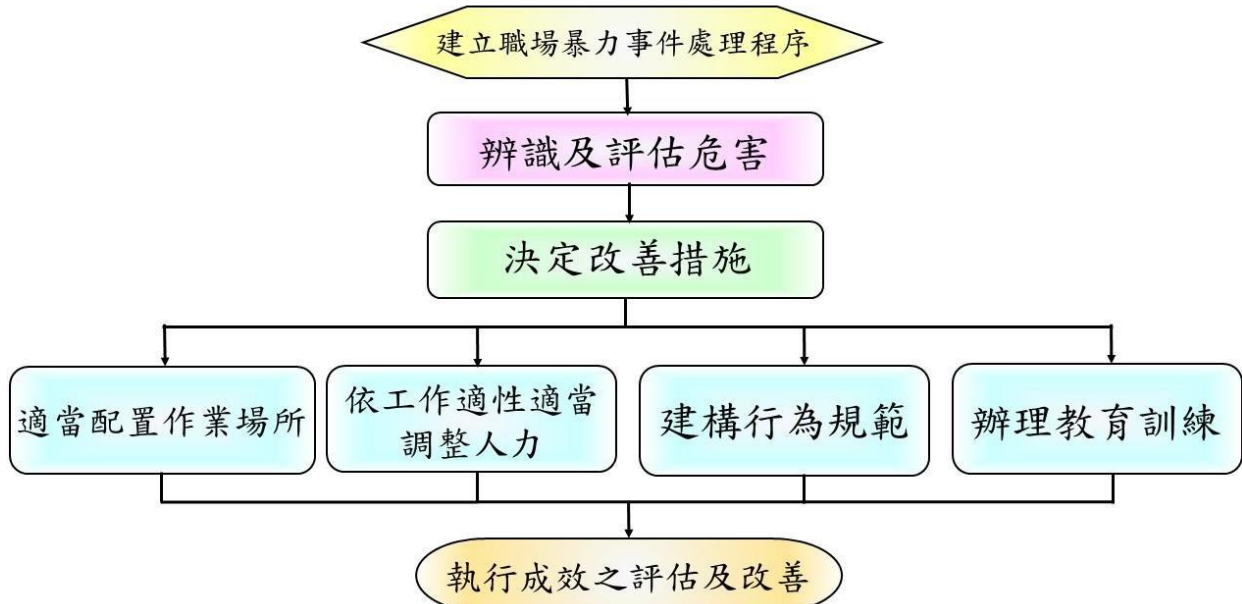 建立職場暴力事件處理程序
辨識及評估危害
決定改善措施
適當配置作業場所
依工作適性適當
調整人力
建構行為規範
辦理教育訓練
執行成效之評估及改善